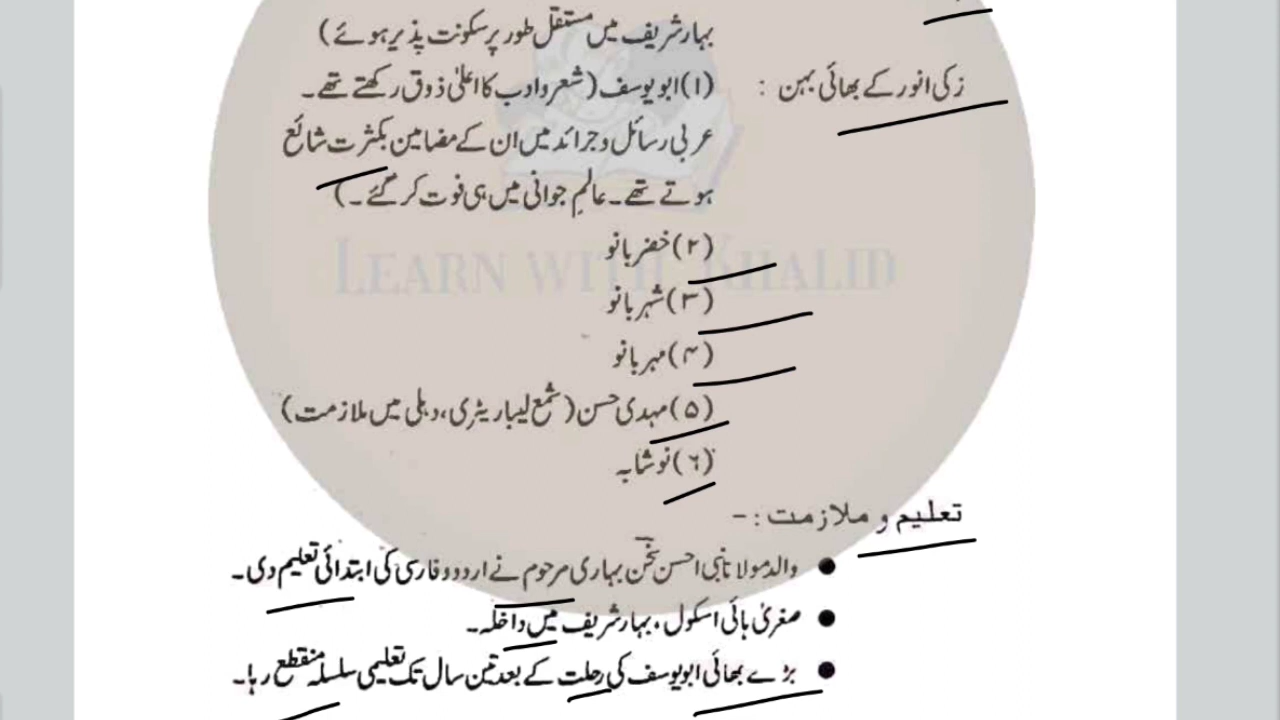 بہار شریف میں مستقل طور پر سکونت پذیر ہوئے)
زکی انور کے بھائی بہن : (۱) ابو یوسف (شعر و ادب کا اعلیٰ ذوق رکھتے تھے۔
عربی رسائل و جرائد میں ان کے مضامین بکثرت شائع
ہوتے تھے۔ عالمِ جوانی میں ہی فوت کر گئے۔)
(۲) خضر بانو
LEARN WITH KHALID
(۳) شہر بانو
(۴) مہر بانو
(۵) مہدی حسن (شمع لیباریٹری، دہلی میں ملازمت)
(۶) نوشابہ
تعلیم و ملازمت :-
● والد مولانا نبی احسن سخن بہاری مرحوم نے اردو و فارسی کی ابتدائی تعلیم دی۔
● صغریٰ ہائی اسکول، بہار شریف میں داخلہ۔
● بڑے بھائی ابو یوسف کی رحلت کے بعد تین سال تک تعلیمی سلسلہ منقطع رہا۔